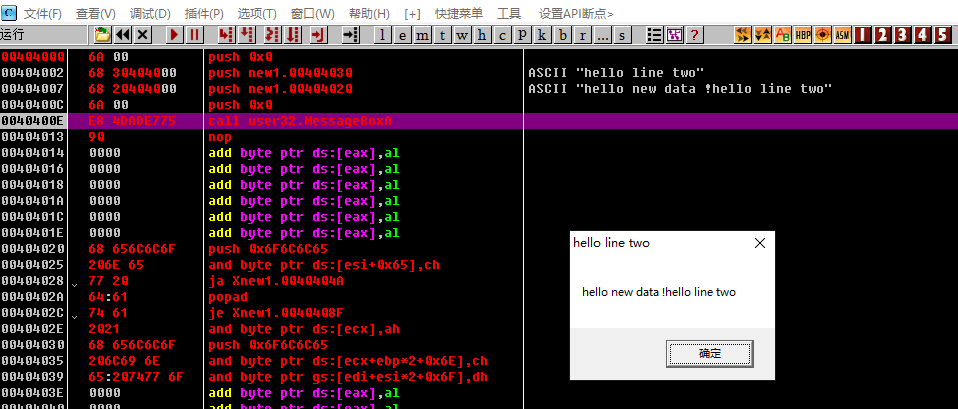 C 文件(F) 查看(V) 调试(D) 插件(P) 选项(T) 窗口(W) 帮助(H) [+] 快捷菜单 工具 设置API断点>
运行 l e m t w h c p k b r ... s ? AB HBP ASM 1 2 3 4 5
00404000 6A 00 push 0x0
00404002 68 30404000 push new1.00404030 ASCII "hello line two"
00404007 68 20404000 push new1.00404020 ASCII "hello new data !hello line two"
0040400C 6A 00 push 0x0
0040400E E8 4DADE775 call user32.MessageBoxA
00404013 90 nop
00404014 0000 add byte ptr ds:[eax],al
00404016 0000 add byte ptr ds:[eax],al
00404018 0000 add byte ptr ds:[eax],al
0040401A 0000 add byte ptr ds:[eax],al
0040401C 0000 add byte ptr ds:[eax],al
0040401E 0000 add byte ptr ds:[eax],al
00404020 68 656C6C6F push 0x6F6C6C65
00404025 206E 65 and byte ptr ds:[esi+0x65],ch
00404028 77 20 ja Xnew1.0040404A
0040402A 64:61 popad
0040402C 74 61 je Xnew1.0040408F
0040402E 2021 and byte ptr ds:[ecx],ah
00404030 68 656C6C6F push 0x6F6C6C65
00404035 206C69 6E and byte ptr ds:[ecx+ebp*2+0x6E],ch
00404039 65:207477 6F and byte ptr gs:[edi+esi*2+0x6F],dh
0040403E 0000 add byte ptr ds:[eax],al
00404040 0000 add byte ptr ds:[eax],al
hello line two
hello new data !hello line two
确定